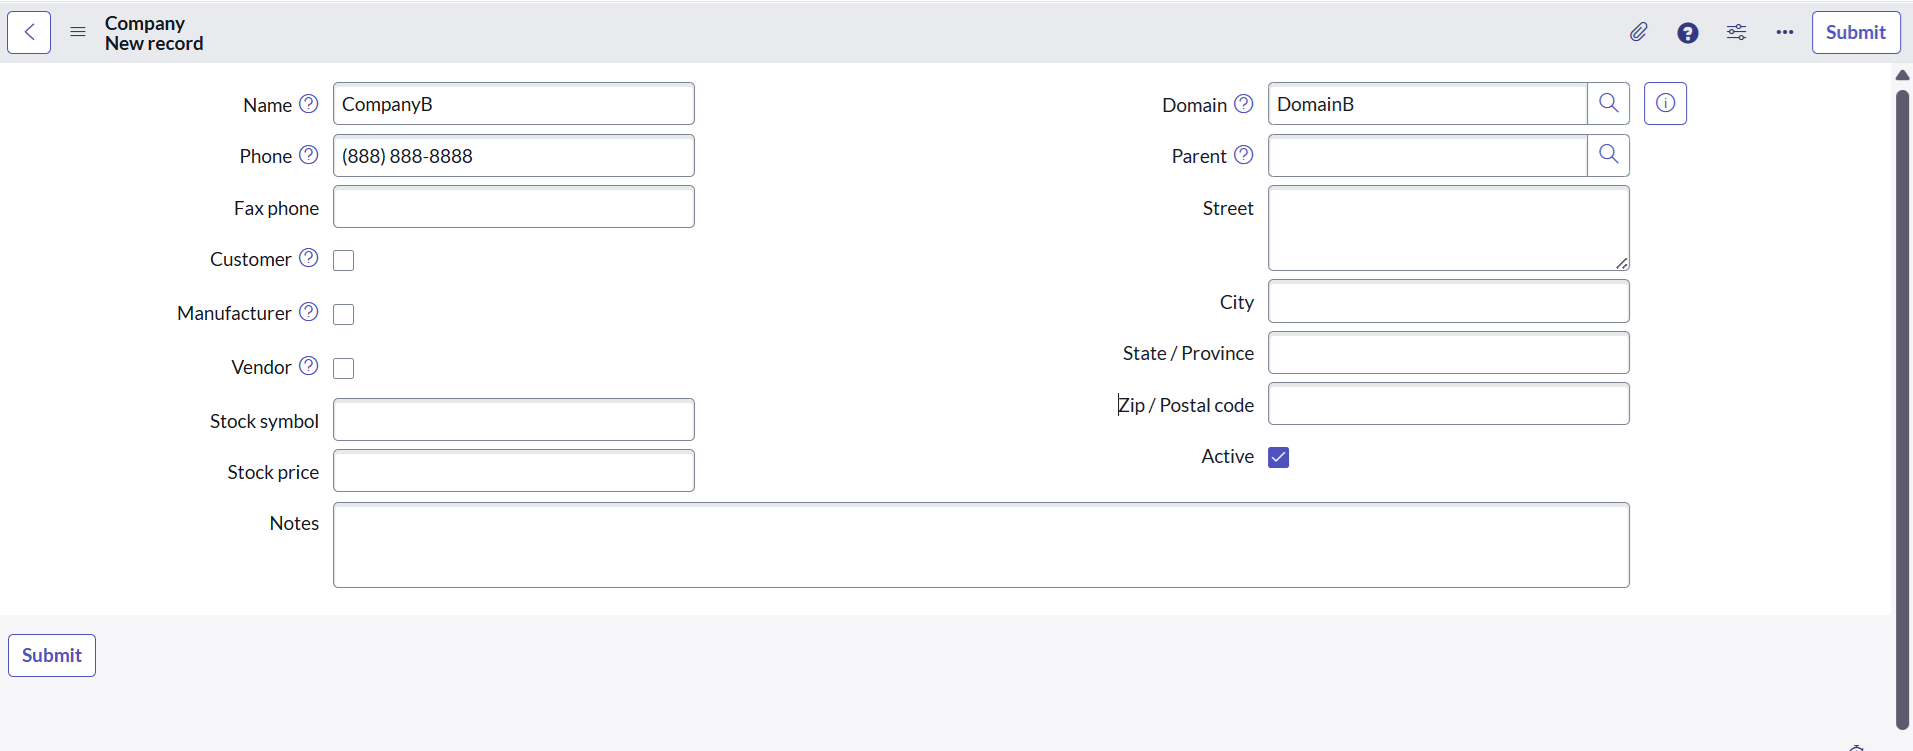 Company
New record
Submit
Name CompanyB
Phone (888) 888-8888
Fax phone
Customer
Manufacturer
Vendor
Stock symbol
Stock price
Domain DomainB
Parent
Street
City
State / Province
Zip / Postal code
Active
Notes
Submit